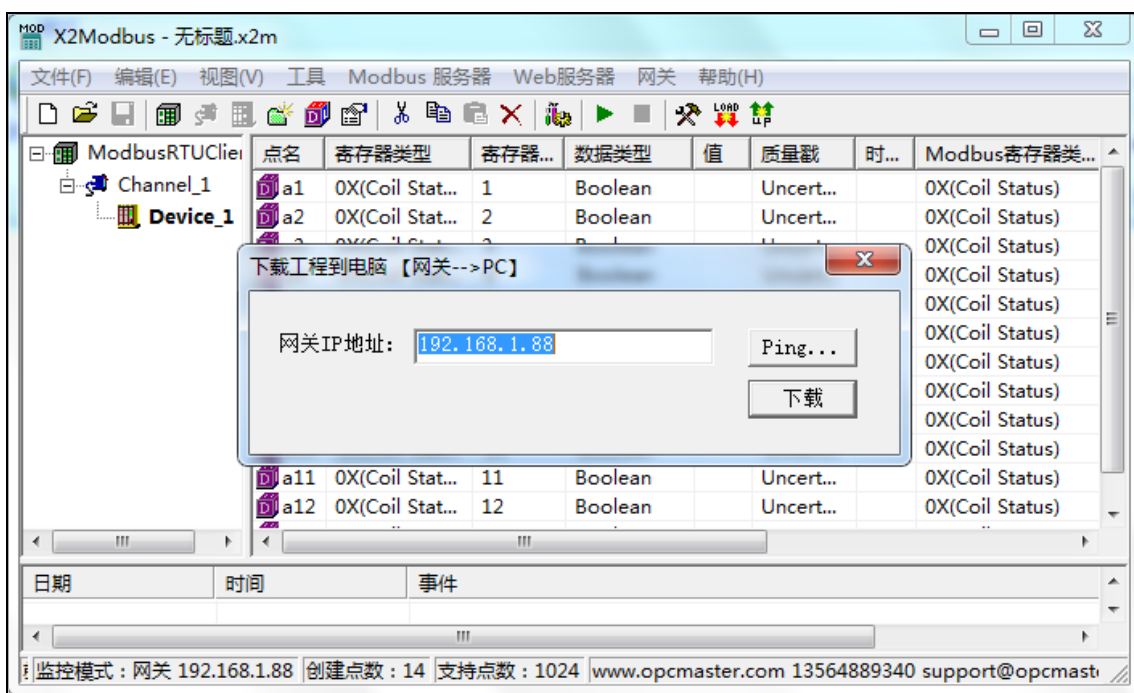 X2Modbus - 无标题.x2m
文件(F) 编辑(E) 视图(V) 工具 Modbus 服务器 Web服务器 网关 帮助(H)
ModbusRTUClie
Channel_1
Device_1
点名 寄存器类型 寄存器... 数据类型 值 质量戳 时... Modbus寄存器类...
a1 0X(Coil Stat... 1 Boolean Uncert... 0X(Coil Status)
a2 0X(Coil Stat... 2 Boolean Uncert... 0X(Coil Status)
0X(Coil Status)
0X(Coil Status)
0X(Coil Status)
0X(Coil Status)
0X(Coil Status)
0X(Coil Status)
0X(Coil Status)
0X(Coil Status)
a11 0X(Coil Stat... 11 Boolean Uncert... 0X(Coil Status)
a12 0X(Coil Stat... 12 Boolean Uncert... 0X(Coil Status)
下载工程到电脑 【网关-->PC】
网关IP地址: 192.168.1.88 Ping...
下载
日期 时间 事件
监控模式：网关 192.168.1.88 创建点数：14 支持点数：1024 www.opcmaster.com 13564889340 support@opcmast